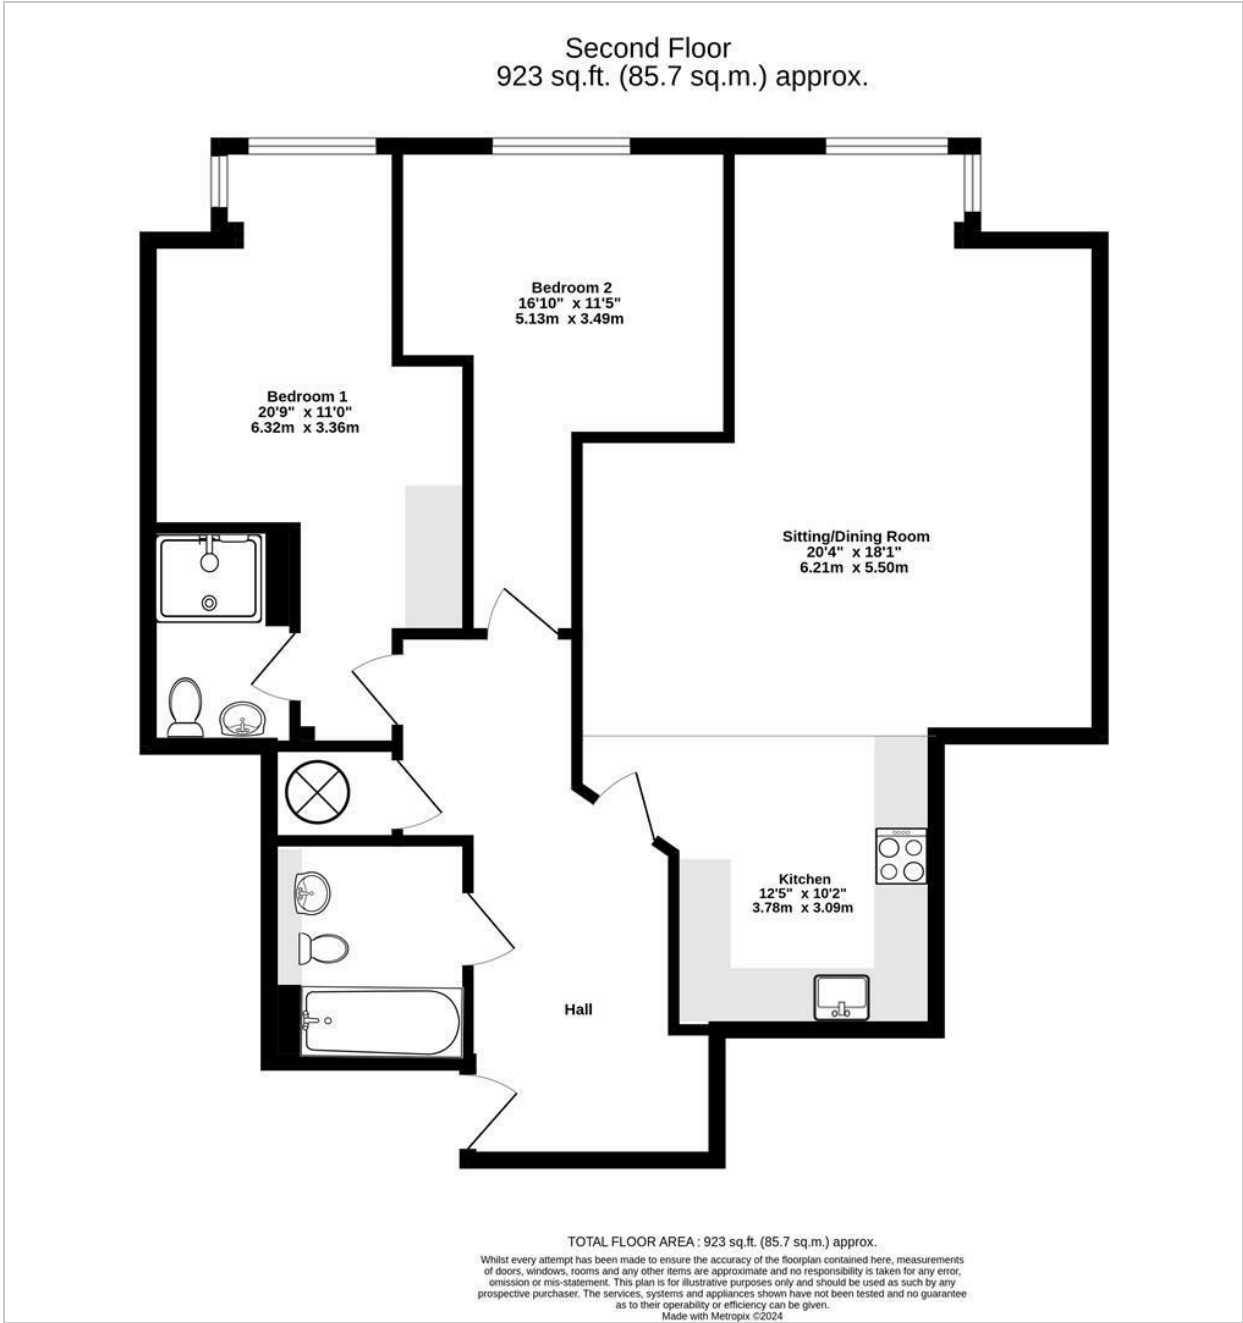 Second Floor
923 sq.ft. (85.7 sq.m.) approx.
Bedroom 2
16'10" x 11'5"
5.13m x 3.49m
Bedroom 1
20'9" x 11'0"
6.32m x 3.36m
Sitting/Dining Room
20'4" x 18'1"
6.21m x 5.50m
Kitchen
12'5" x 10'2"
3.78m x 3.09m
Hall
TOTAL FLOOR AREA : 923 sq.ft. (85.7 sq.m.) approx.
Whilst every attempt has been made to ensure the accuracy of the floorplan contained here, measurements
of doors, windows, rooms and any other items are approximate and no responsibility is taken for any error,
omission or mis-statement. This plan is for illustrative purposes only and should be used as such by any
prospective purchaser. The services, systems and appliances shown have not been tested and no guarantee
as to their operability or efficiency can be given.
Made with Metropix ©2024